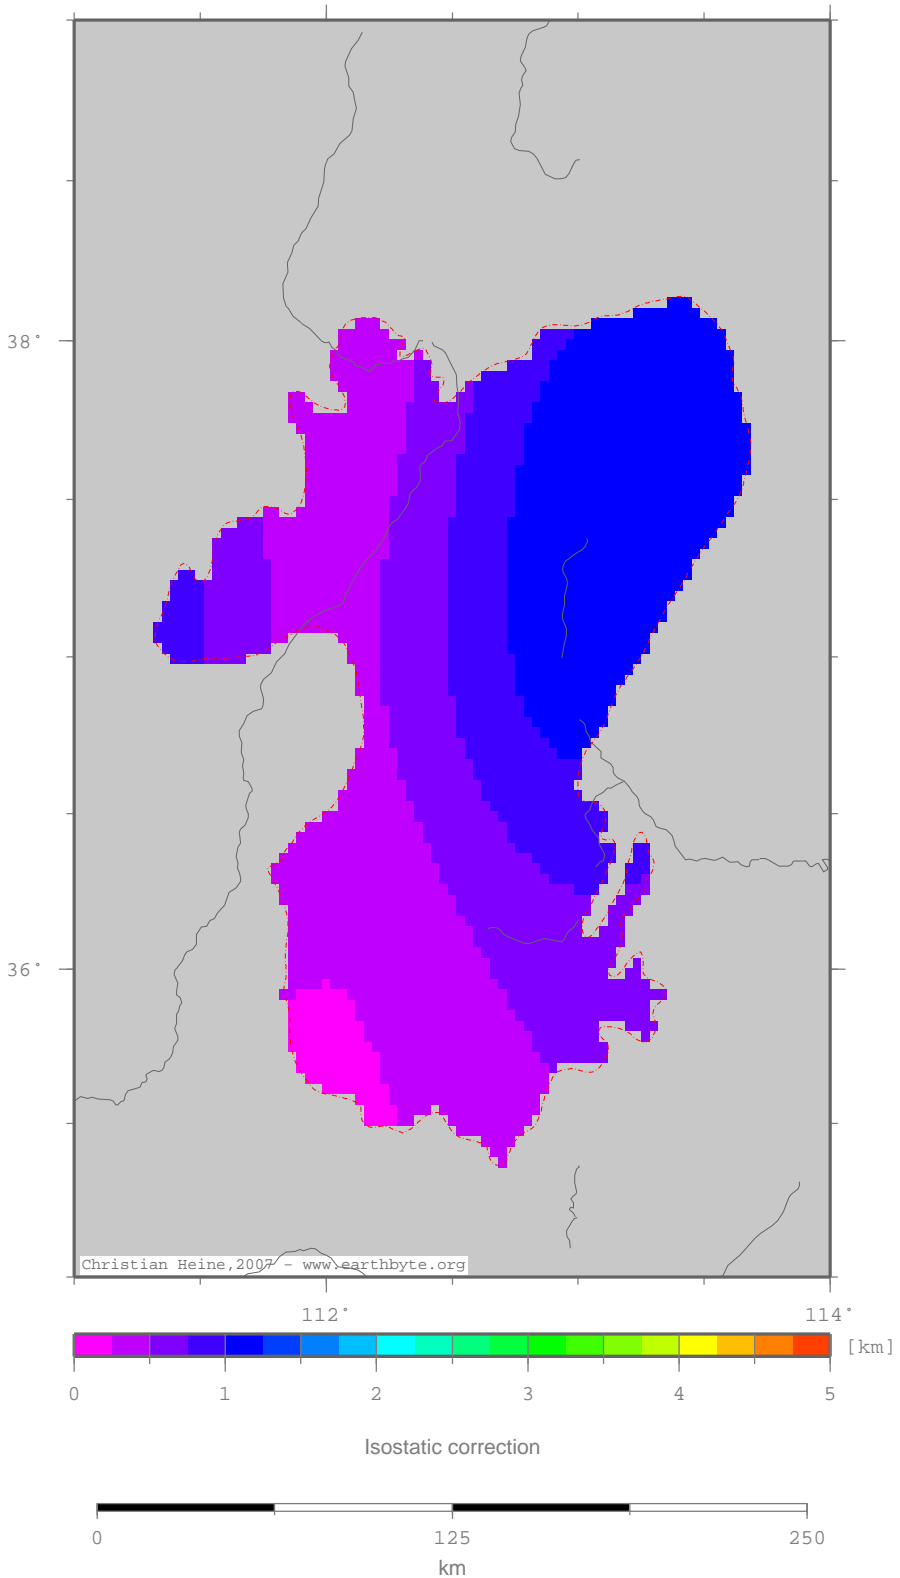 38°
36°
Christian Heine,2007 - www.earthbyte.org
112° 114°
[km]
0 1 2 3 4 5
Isostatic correction
0 125 250
km